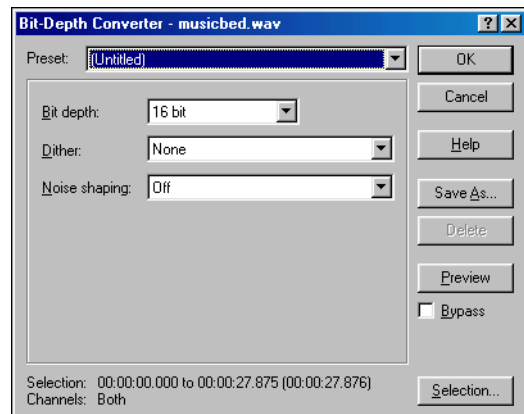 Bit-Depth Converter - musicbed.wav
Preset: (Untitled)
OK
Cancel
Bit depth: 16 bit
Dither: None
Help
Noise shaping: Off
Save As...
Delete
Preview
Bypass
Selection: 00:00:00.000 to 00:00:27.875 (00:00:27.876)
Channels: Both
Selection...